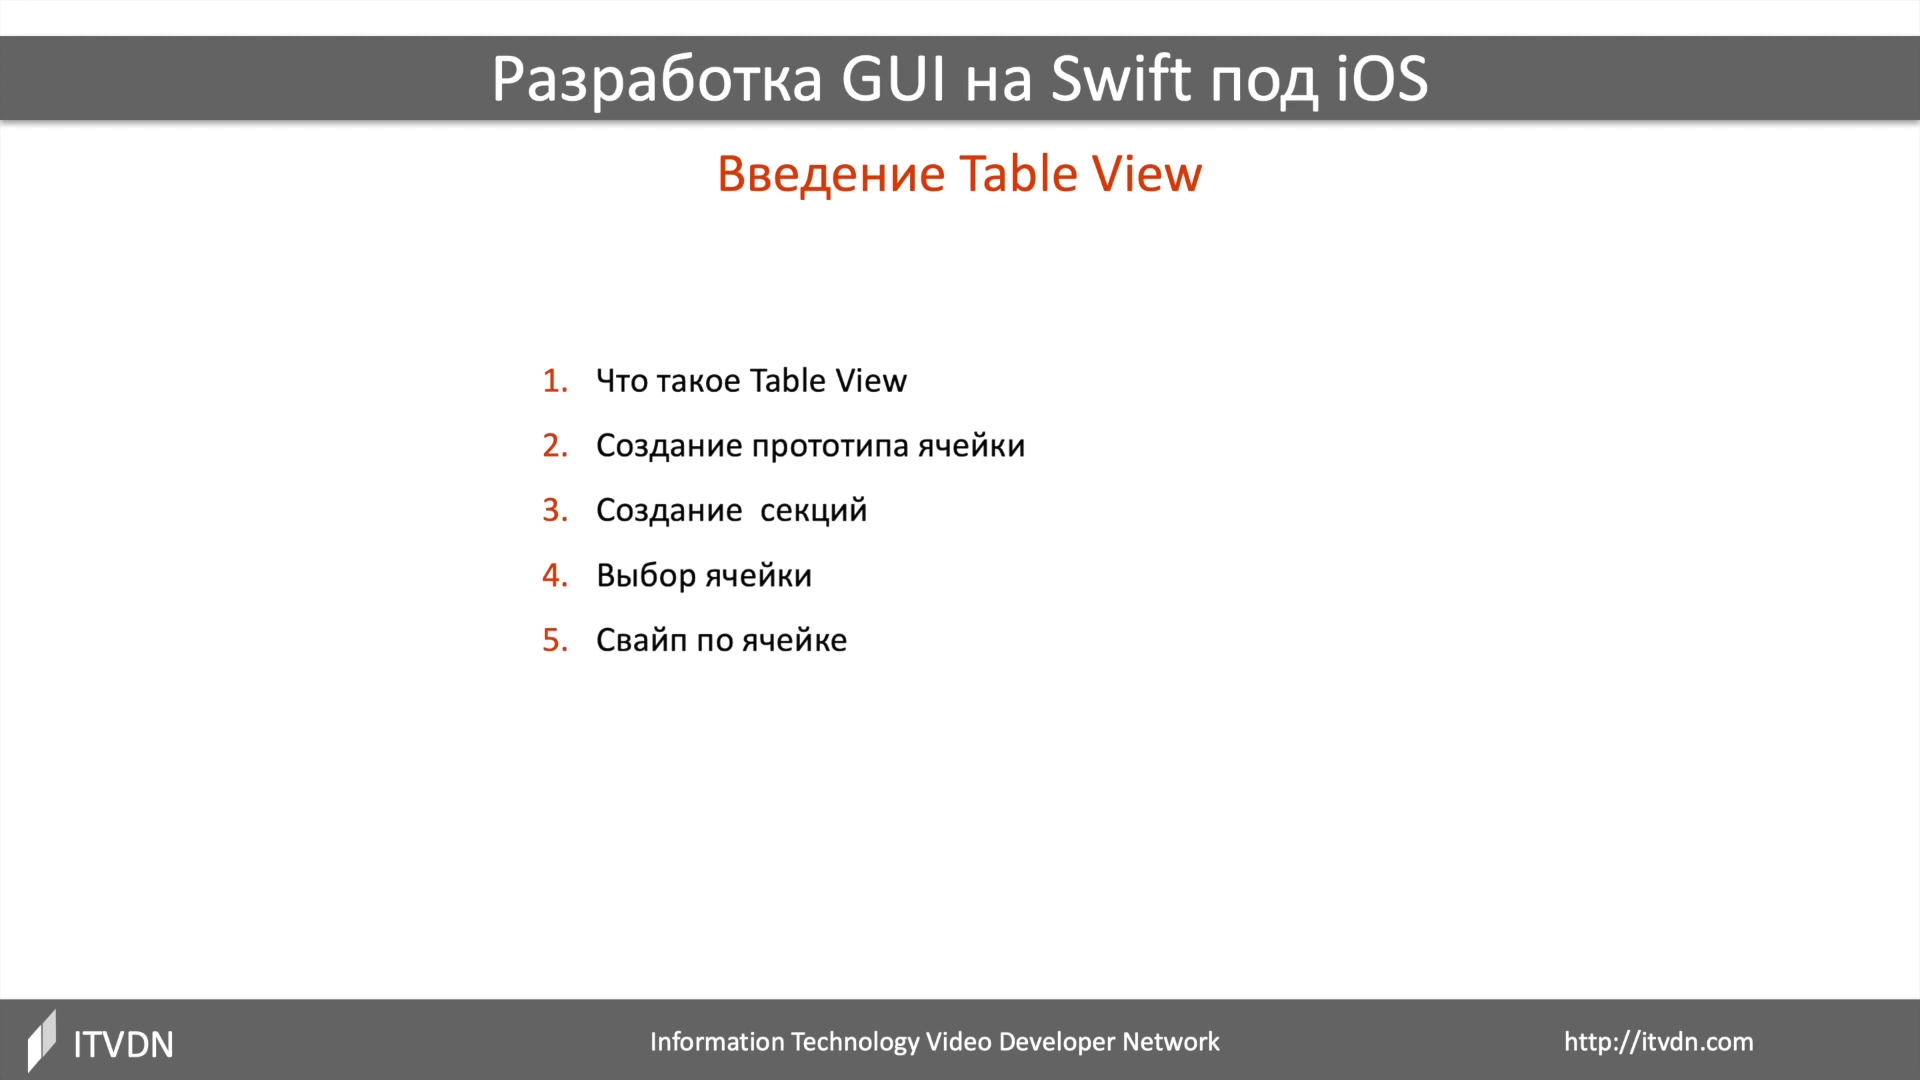 Разработка GUI на Swift под iOS
Введение Table View
1. Что такое Table View
2. Создание прототипа ячейки
3. Создание  секций
4. Выбор ячейки
5. Свайп по ячейке
ITVDN
Information Technology Video Developer Network
http://itvdn.com